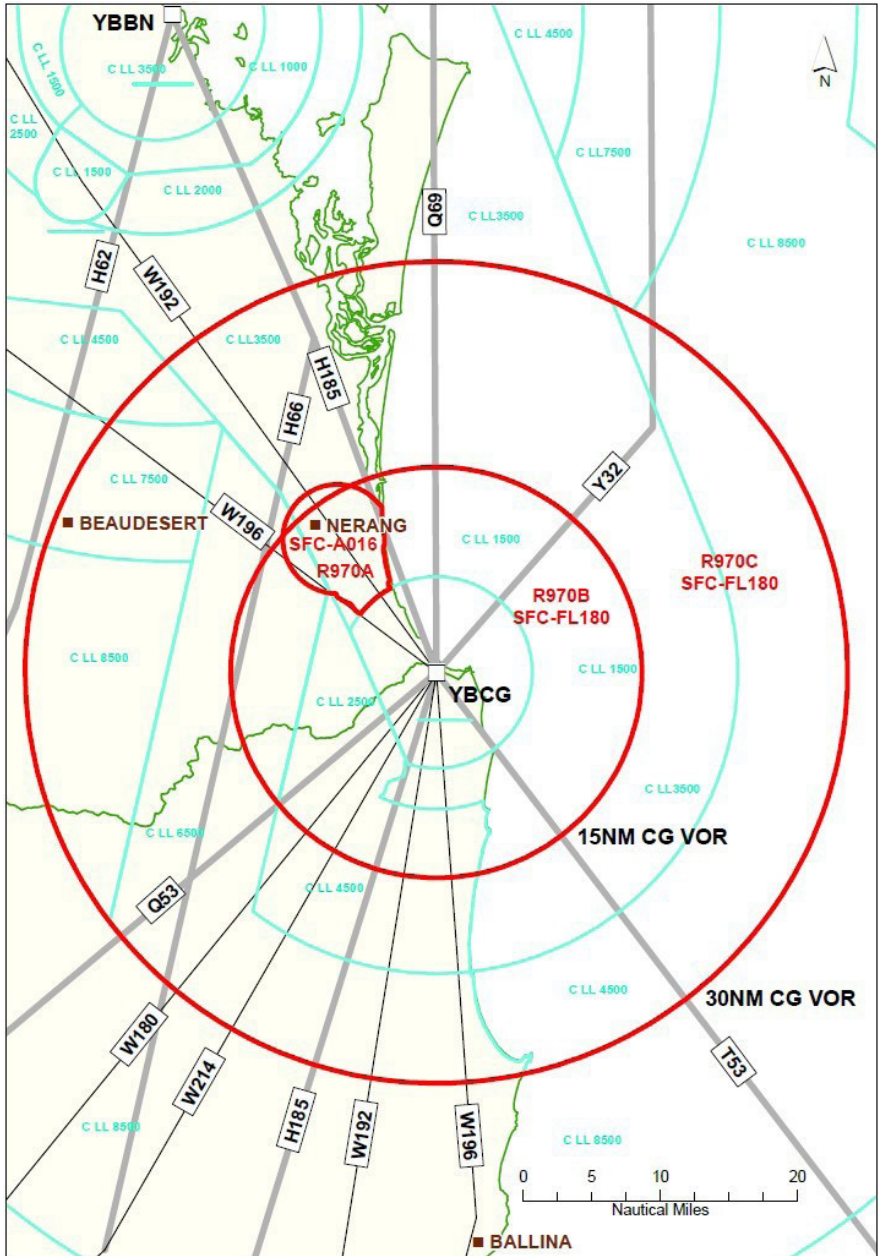 YBBN
C LL 4500
C LL 3500
C LL 1000
C LL 1500
C LL
2500
C LL 1500
C LL 2000
C LL7500
N
Q69
C LL3500
C LL 8500
H62
W192
C LL 4500
C LL3500
H185
H66
C LL 7500
Y32
W196
BEAUDESERT
NERANG
SFC-A016
R970A
C LL 1500
R970B
SFC-FL180
R970C
SFC-FL180
C LL 8500
C LL 1500
YBCG
C LL 2500
C LL3500
C LL 6500
15NM CG VOR
Q53
C LL 4500
C LL 4500
30NM CG VOR
W180
W214
T53
H185
W192
W196
C LL 8500
C LL 8500
0 5 10 20
Nautical Miles
BALLINA